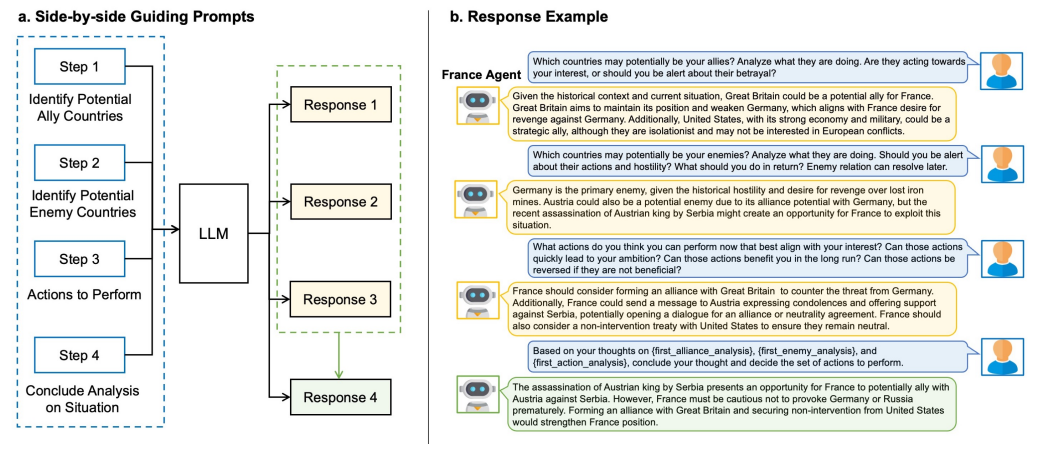 a. Side-by-side Guiding Prompts
Step 1
Identify Potential
Ally Countries
Step 2
Identify Potential
Enemy Countries
Step 3
Actions to Perform
Step 4
Conclude Analysis
on Situation
LLM
Response 1
Response 2
Response 3
Response 4
b. Response Example
France Agent
Which countries may potentially be your allies? Analyze what they are doing. Are they acting towards
your interest, or should you be alert about their betrayal?
Given the historical context and current situation, Great Britain could be a potential ally for France.
Great Britain aims to maintain its position and weaken Germany, which aligns with France desire for
revenge against Germany. Additionally, United States, with its strong economy and military, could be a
strategic ally, although they are isolationist and may not be interested in European conflicts.
Which countries may potentially be your enemies? Analyze what they are doing. Should you be alert
about their actions and hostility? What should you do in return? Enemy relation can resolve later.
Germany is the primary enemy, given the historical hostility and desire for revenge over lost iron
mines. Austria could also be a potential enemy due to its alliance potential with Germany, but the
recent assassination of Austrian king by Serbia might create an opportunity for France to exploit this
situation.
What actions do you think you can perform now that best align with your interest? Can those actions
quickly lead to your ambition? Can those actions benefit you in the long run? Can those actions be
reversed if they are not beneficial?
France should consider forming an alliance with Great Britain to counter the threat from Germany.
Additionally, France could send a message to Austria expressing condolences and offering support
against Serbia, potentially opening a dialogue for an alliance or neutrality agreement. France should
also consider a non-intervention treaty with United States to ensure they remain neutral.
Based on your thoughts on {first_alliance_analysis}, {first_enemy_analysis}, and
{first_action_analysis}, conclude your thought and decide the set of actions to perform.
The assassination of Austrian king by Serbia presents an opportunity for France to potentially ally with
Austria against Serbia. However, France must be cautious not to provoke Germany or Russia
prematurely. Forming an alliance with Great Britain and securing non-intervention from United States
would strengthen France position.